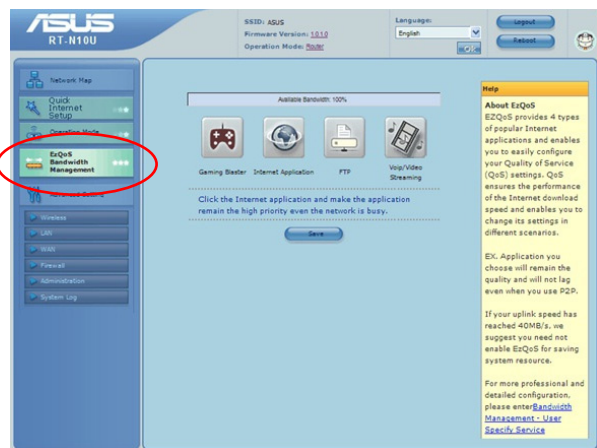 ASUS
RT-N10U
SSID: ASUS
Firmware Version: 1.0.1.0
Operation Mode: Router
Language:
English
Logout
Reboot
Network Map
Quick
Internet
Setup
Operation Mode
EzQoS
Bandwidth
Management
Advanced Setting
Wireless
LAN
WAN
Firewall
Administration
System Log
Available Bandwidth: 100%
Gaming Blaster
Internet Application
FTP
Voip/Video
Streaming
Click the Internet application and make the application
remain the high priority even the network is busy.
Save
Help
About EzQoS
EZQoS provides 4 types
of popular Internet
applications and enables
you to easily configure
your Quality of Service
(QoS) settings. QoS
ensures the performance
of the Internet download
speed and enables you to
change its settings in
different scenarios.
EX. Application you
choose will remain the
quality and will not lag
even when you use P2P.
If your uplink speed has
reached 40MB/s, we
suggest you need not
enable EzQoS for saving
system resource.
For more professional and
detailed configuration,
please enterBandwidth
Management - User
Specify Service